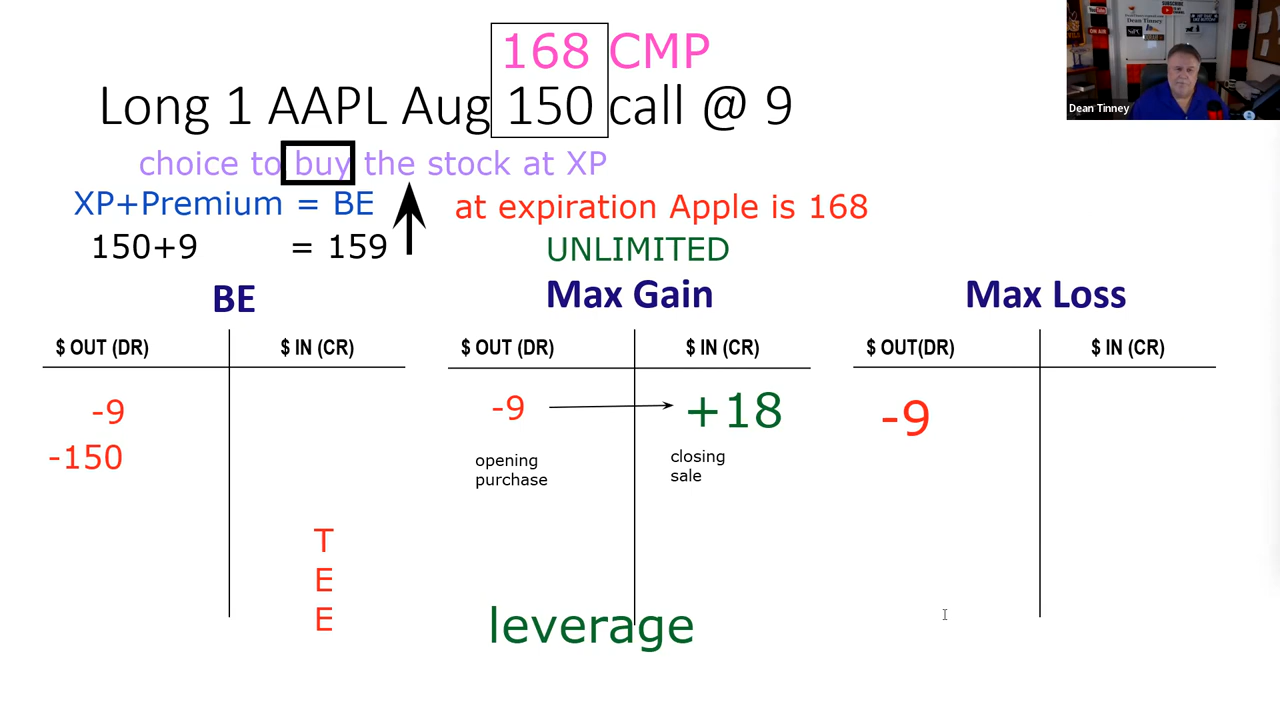 168 CMP
Long 1 AAPL Aug 150 call @ 9
choice to buy the stock at XP
XP+Premium = BE
at expiration Apple is 168
150+9 = 159
UNLIMITED
BE
Max Gain
Max Loss
$ OUT (DR)
$ IN (CR)
$ OUT (DR)
$ IN (CR)
$ OUT(DR)
$ IN (CR)
-9
-150
-9
+18
-9
opening
purchase
closing
sale
T
E
E
leverage
Dean Tinney
Dean Tinney